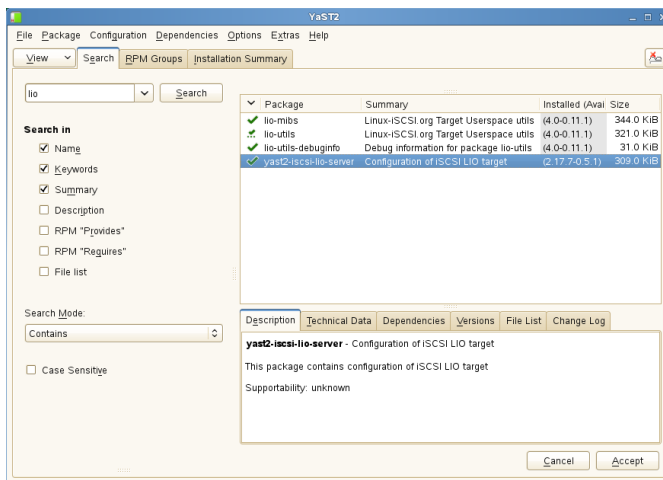 YaST2
File Package Configuration Dependencies Options Extras Help
View Search RPM Groups Installation Summary
lio Search
Search in
Name
Keywords
Summary
Description
RPM "Provides"
RPM "Requires"
File list
Search Mode:
Contains
Case Sensitive
Package Summary Installed (Avai Size
lio-mibs Linux-iSCSI.org Target Userspace utils (4.0-0.11.1) 344.0 KiB
lio-utils Linux-iSCSI.org Target Userspace utils (4.0-0.11.1) 321.0 KiB
lio-utils-debuginfo Debug information for package lio-utils (4.0-0.11.1) 31.0 KiB
yast2-iscsi-lio-server Configuration of iSCSI LIO target (2.17.7-0.5.1) 309.0 KiB
Description Technical Data Dependencies Versions File List Change Log
yast2-iscsi-lio-server - Configuration of iSCSI LIO target
This package contains configuration of iSCSI LIO target
Supportability: unknown
Cancel Accept